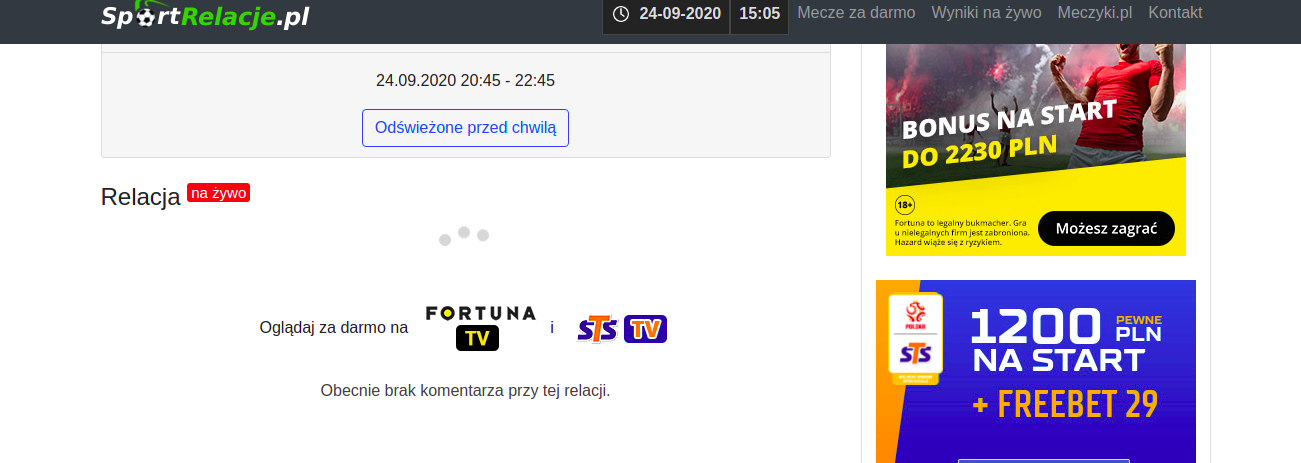 SportRelacje.pl
24-09-2020
15:05
Mecze za darmo
Wyniki na żywo
Meczyki.pl
Kontakt
24.09.2020 20:45 - 22:45
Odświeżone przed chwilą
Relacja na żywo
Oglądaj za darmo na FORTUNA TV i STS TV
Obecnie brak komentarza przy tej relacji.
BONUS NA START
DO 2230 PLN
18+
Fortuna to legalny bukmacher. Gra
u nielegalnych firm jest zabroniona.
Hazard wiąże się z ryzykiem.
Możesz zagrać
POLSKA
STS
1200 PEWNE PLN
NA START
+ FREEBET 29